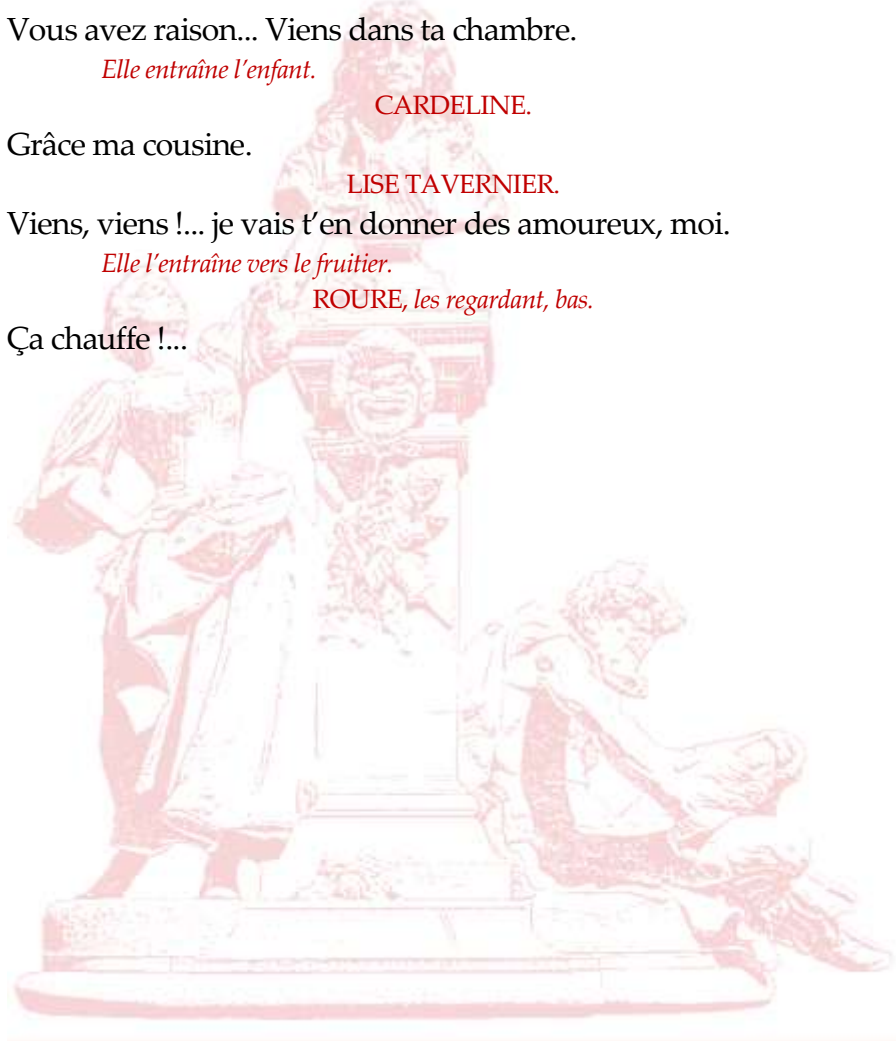 Vous avez raison... Viens dans ta chambre.
Elle entraîne l’enfant.
CARDELINE.
Grâce ma cousine.
LISE TAVERNIER.
Viens, viens !... je vais t’en donner des amoureux, moi.
Elle l’entraîne vers le fruitier.
ROURE, les regardant, bas.
Ça chauffe !...